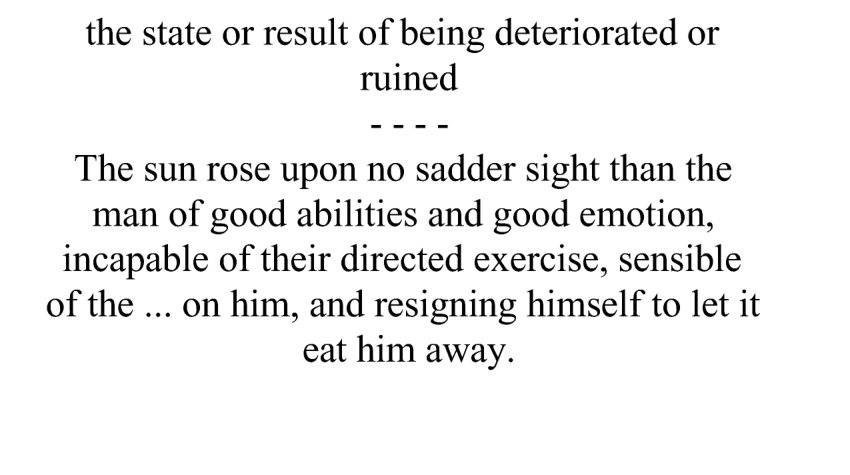 the state or result of being deteriorated or
ruined
- - - -
The sun rose upon no sadder sight than the
man of good abilities and good emotion,
incapable of their directed exercise, sensible
of the ... on him, and resigning himself to let it
eat him away.